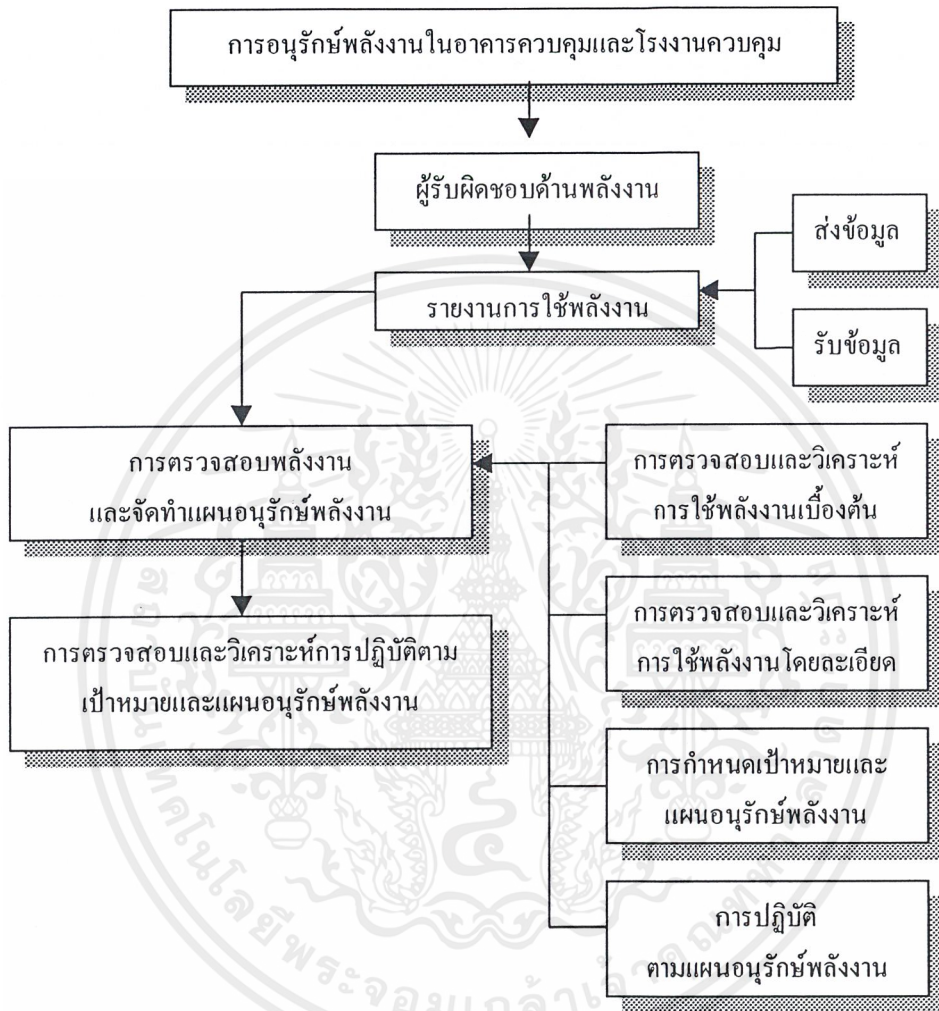 การอนุรักษ์พลังงานในอาคารควบคุมและโรงงานควบคุม
ผู้รับผิดชอบด้านพลังงาน
ส่งข้อมูล
รายงานการใช้พลังงาน
รับข้อมูล
การตรวจสอบพลังงาน
และจัดทำแผนอนุรักษ์พลังงาน
การตรวจสอบและวิเคราะห์
การใช้พลังงานเบื้องต้น
การตรวจสอบและวิเคราะห์การปฏิบัติตาม
เป้าหมายและแผนอนุรักษ์พลังงาน
การตรวจสอบและวิเคราะห์
การใช้พลังงานโดยละเอียด
การกำหนดเป้าหมายและ
แผนอนุรักษ์พลังงาน
การปฏิบัติ
ตามแผนอนุรักษ์พลังงาน